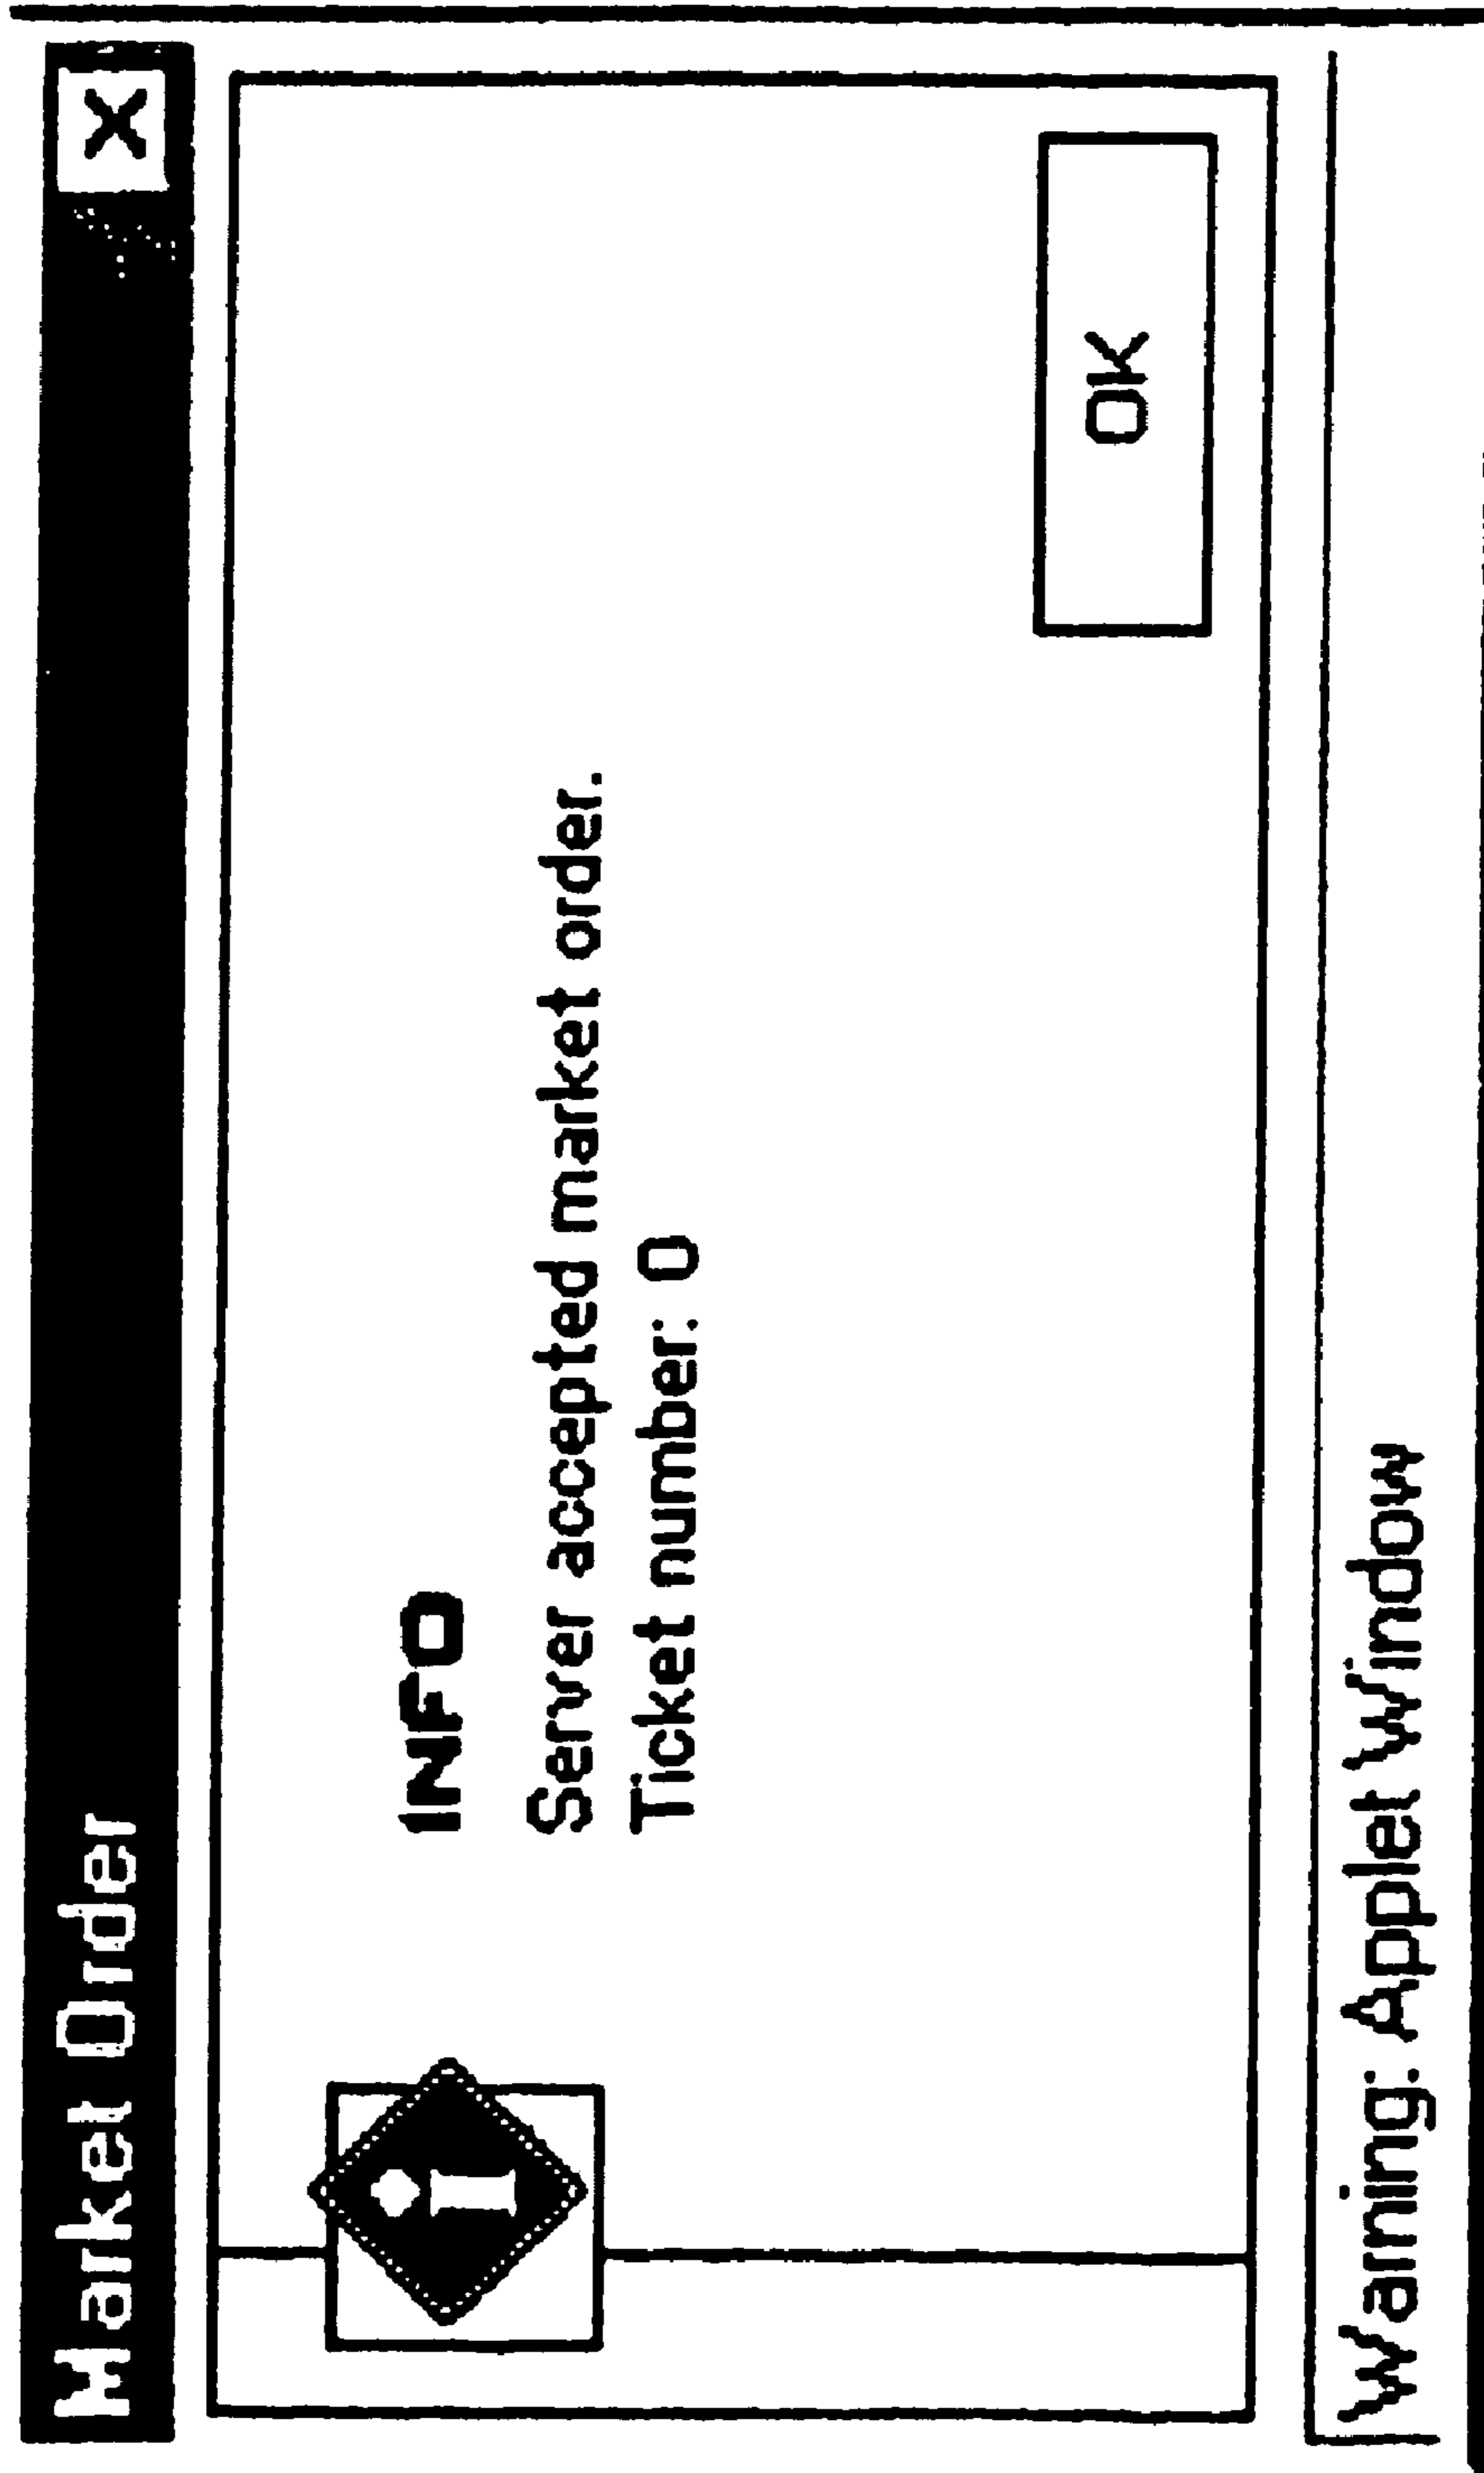 Market Order
X
INFO
Server accepted market order.
Ticket number: 0
OK
Warning: Applet Window